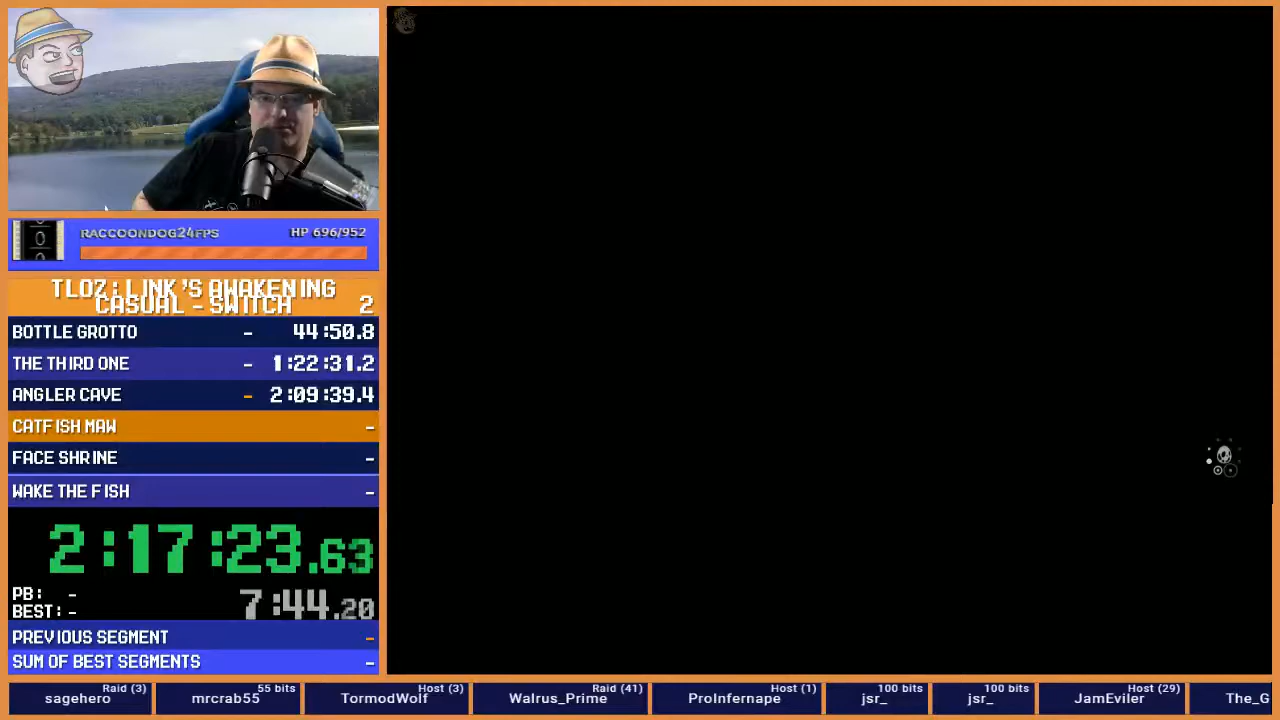 RACCOONDOG24FPS HP 696/952
TLOZ: LINK'S AWAKENING
CASUAL - SWITCH 2
BOTTLE GROTTO - 44:50.8
THE THIRD ONE - 1:22:31.2
ANGLER CAVE - 2:09:39.4
CATFISH MAW -
FACE SHRINE -
WAKE THE FISH -
2:17:23.63
PB: -
BEST: -
7:44.20
PREVIOUS SEGMENT -
SUM OF BEST SEGMENTS -
Raid (3)
sagehero
55 bits
mrcrab55
Host (3)
TormodWolf
Raid (41)
Walrus_Prime
Host (1)
ProInfernape
100 bits
jsr_
100 bits
jsr_
Host (29)
JamEviler
The_G